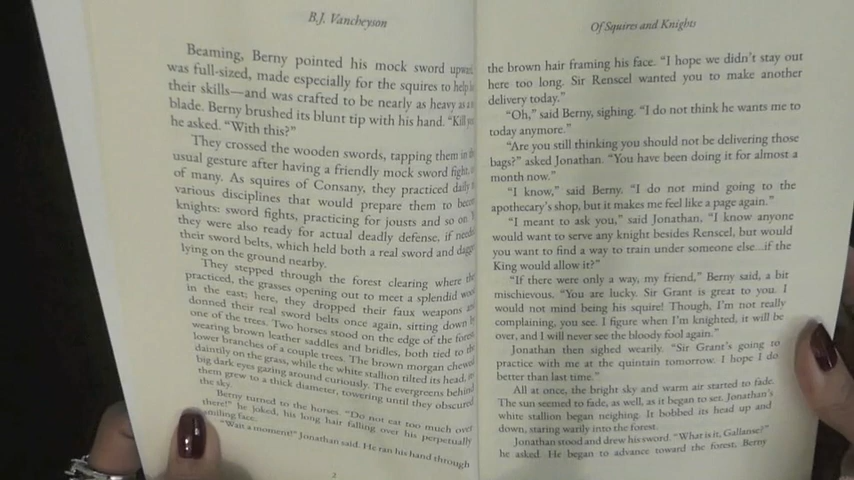 B.J. Vancheyson
Beaming, Berny pointed his mock sword upward.
was full-sized, made especially for the squires to help
their skills—and was crafted to be nearly as heavy as a
blade. Berny brushed its blunt tip with his hand. "Kill you
he asked. "With this?"
They crossed the wooden swords, tapping them in
usual gesture after having a friendly mock sword fight,
of many. As squires of Consany, they practiced daily
various disciplines that would prepare them to become
knights: sword fights, practicing for jousts and so on.
they were also ready for actual deadly defense, if
their sword belts, which held both a real sword and
lying on the ground nearby.
They stepped through the forest clearing where
practiced, the grasses opening out to meet a splendid
in the east; here, they dropped their faux weapons
donned their real sword belts once again, sitting down
one of the trees. Two horses stood on the edge of the forest
wearing brown leather saddles and bridles, both tied to
lower branches of a couple trees. The brown morgan chewed
daintily on the grass, while the white stallion tilted its head,
big dark eyes gazing around curiously. The evergreens behind
them grew to a thick diameter, towering until they obscured
the sky.
Berny turned to the horses. "Do not eat too much over
there!" he joked, his long hair falling over his perpetually
smiling face.
"Wait a moment!" Jonathan said. He ran his hand through
2
Of Squires and Knights
the brown hair framing his face. "I hope we didn't stay out
here too long. Sir Renscel wanted you to make another
delivery today."
"Oh," said Berny, sighing. "I do not think he wants me to
today anymore."
"Are you still thinking you should not be delivering those
bags?" asked Jonathan. "You have been doing it for almost a
month now."
"I know," said Berny. "I do not mind going to the
apothecary's shop, but it makes me feel like a page again."
"I meant to ask you," said Jonathan, "I know anyone
would want to serve any knight besides Renscel, but would
you want to find a way to train under someone else...if the
King would allow it?"
"If there were only a way, my friend," Berny said, a bit
mischievous. "You are lucky. Sir Grant is great to you. I
would not mind being his squire! Though, I'm not really
complaining, you see. I figure when I'm knighted, it will be
over, and I will never see the bloody fool again."
Jonathan then sighed wearily. "Sir Grant's going to
practice with me at the quintain tomorrow. I hope I do
better than last time."
All at once, the bright sky and warm air started to fade.
The sun seemed to fade, as well, as it began to set. Jonathan's
white stallion began neighing. It bobbed its head up and
down, staring warily into the forest.
Jonathan stood and drew his sword. "What is it, Gallanse?"
he asked. He began to advance toward the forest, Berny